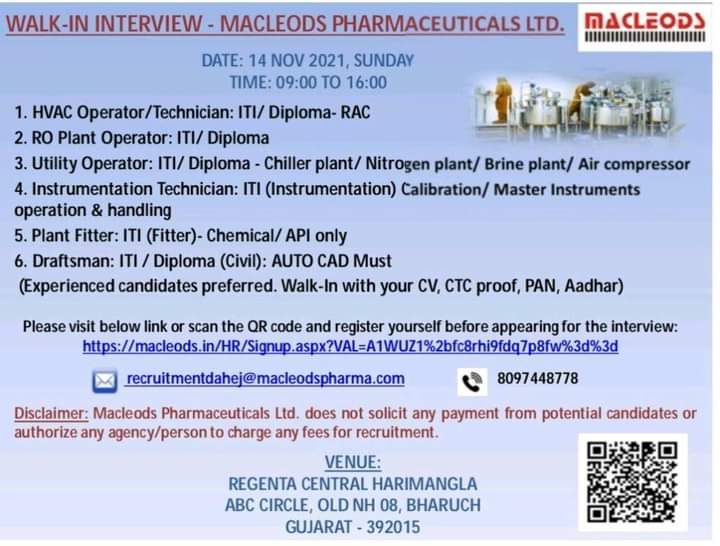 WALK-IN INTERVIEW - MACLEODS PHARMACEUTICALS LTD.
MACLEODS
DATE: 14 NOV 2021, SUNDAY
TIME: 09:00 TO 16:00
1. HVAC Operator/Technician: ITI/ Diploma- RAC
2. RO Plant Operator: ITI/ Diploma
3. Utility Operator: ITI/ Diploma - Chiller plant/ Nitrogen plant/ Brine plant/ Air compressor
4. Instrumentation Technician: ITI (Instrumentation) Calibration/ Master Instruments
operation & handling
5. Plant Fitter: ITI (Fitter)- Chemical/ API only
6. Draftsman: ITI / Diploma (Civil): AUTO CAD Must
(Experienced candidates preferred. Walk-In with your CV, CTC proof, PAN, Aadhar)
Please visit below link or scan the QR code and register yourself before appearing for the interview:
https://macleods.in/HR/Signup.aspx?VAL=A1WUZ1%2bfc8rhi9fdq7p8fw%3d%3d
recruitmentdahej@macleodspharma.com
8097448778
Disclaimer: Macleods Pharmaceuticals Ltd. does not solicit any payment from potential candidates or
authorize any agency/person to charge any fees for recruitment.
VENUE:
REGENTA CENTRAL HARIMANGLA
ABC CIRCLE, OLD NH 08, BHARUCH
GUJARAT - 392015